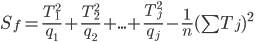 S_f = \frac{T_1^2}{q_1} + \frac{T_2^2}{q_2} + ... + \frac{T_j^2}{q_j} - \frac{1}{n} (\sum T_j)^2